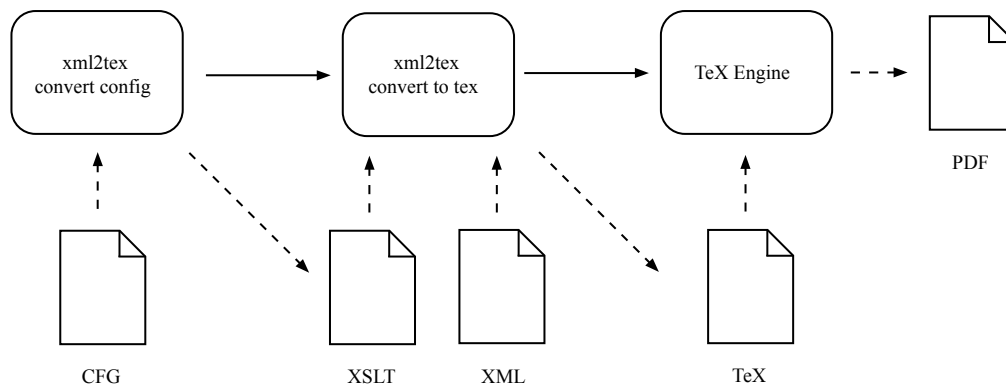 xml2tex
convert config
xml2tex
convert to tex
TeX Engine
PDF
CFG
XSLT
XML
TeX